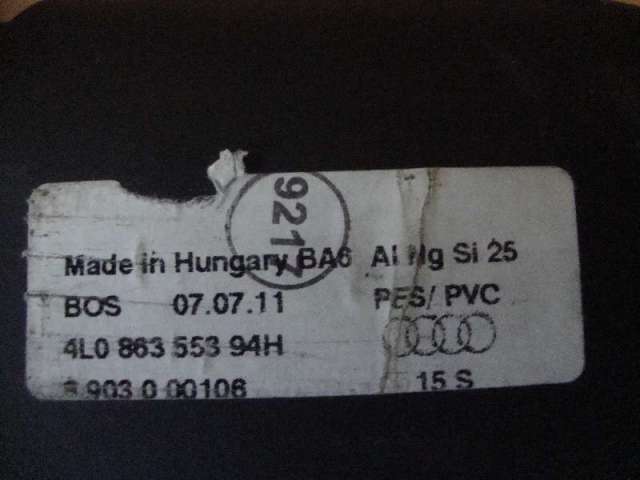 9217
Made in Hungary BA6 Al Mg Si 25
BOS 07.07.11 PES/ PVC
4L0 863 553 94H
903 0 00106 15 S